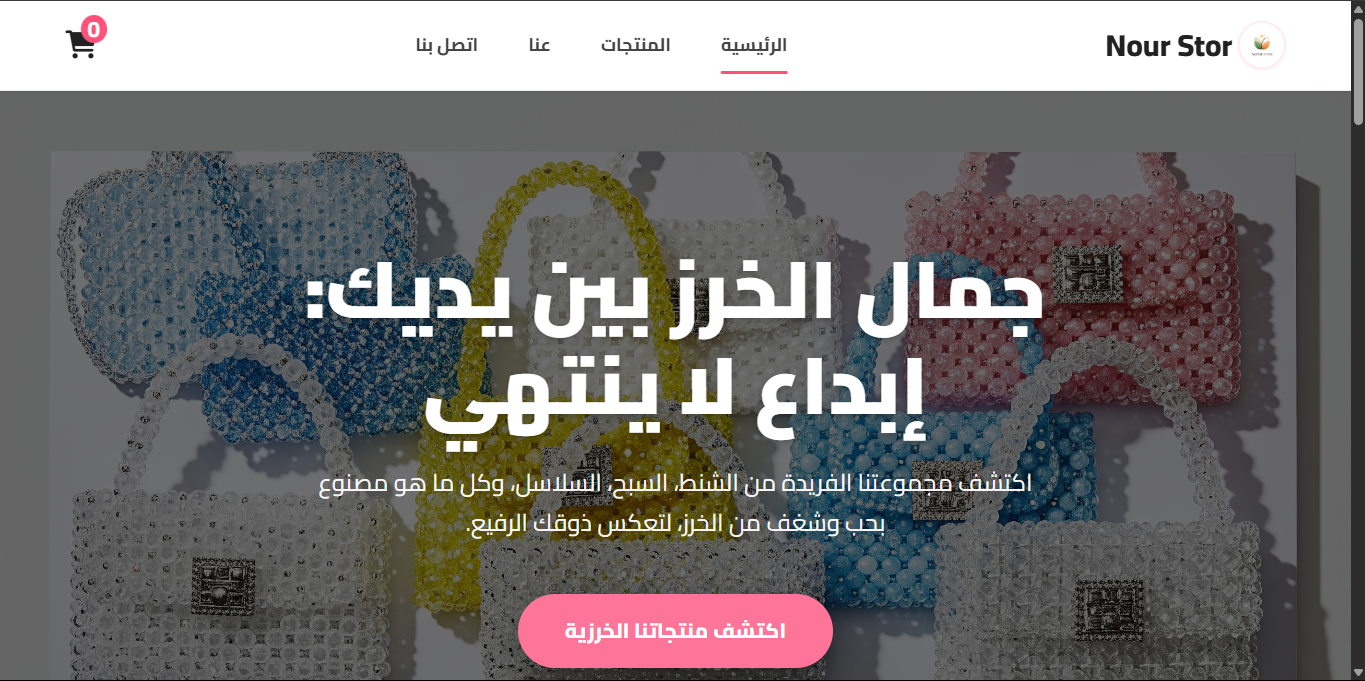 Nour Stor
الرئيسية
المنتجات
عنا
اتصل بنا
0
جمال الخرز بين يديك:
إبداع لا ينتهي
اكتشف مجموعتنا الفريدة من الشنط، السبح، السلاسل، وكل ما هو مصنوع
بحب وشغف من الخرز، لتعكس ذوقك الرفيع.
اكتشف منتجاتنا الخرزية